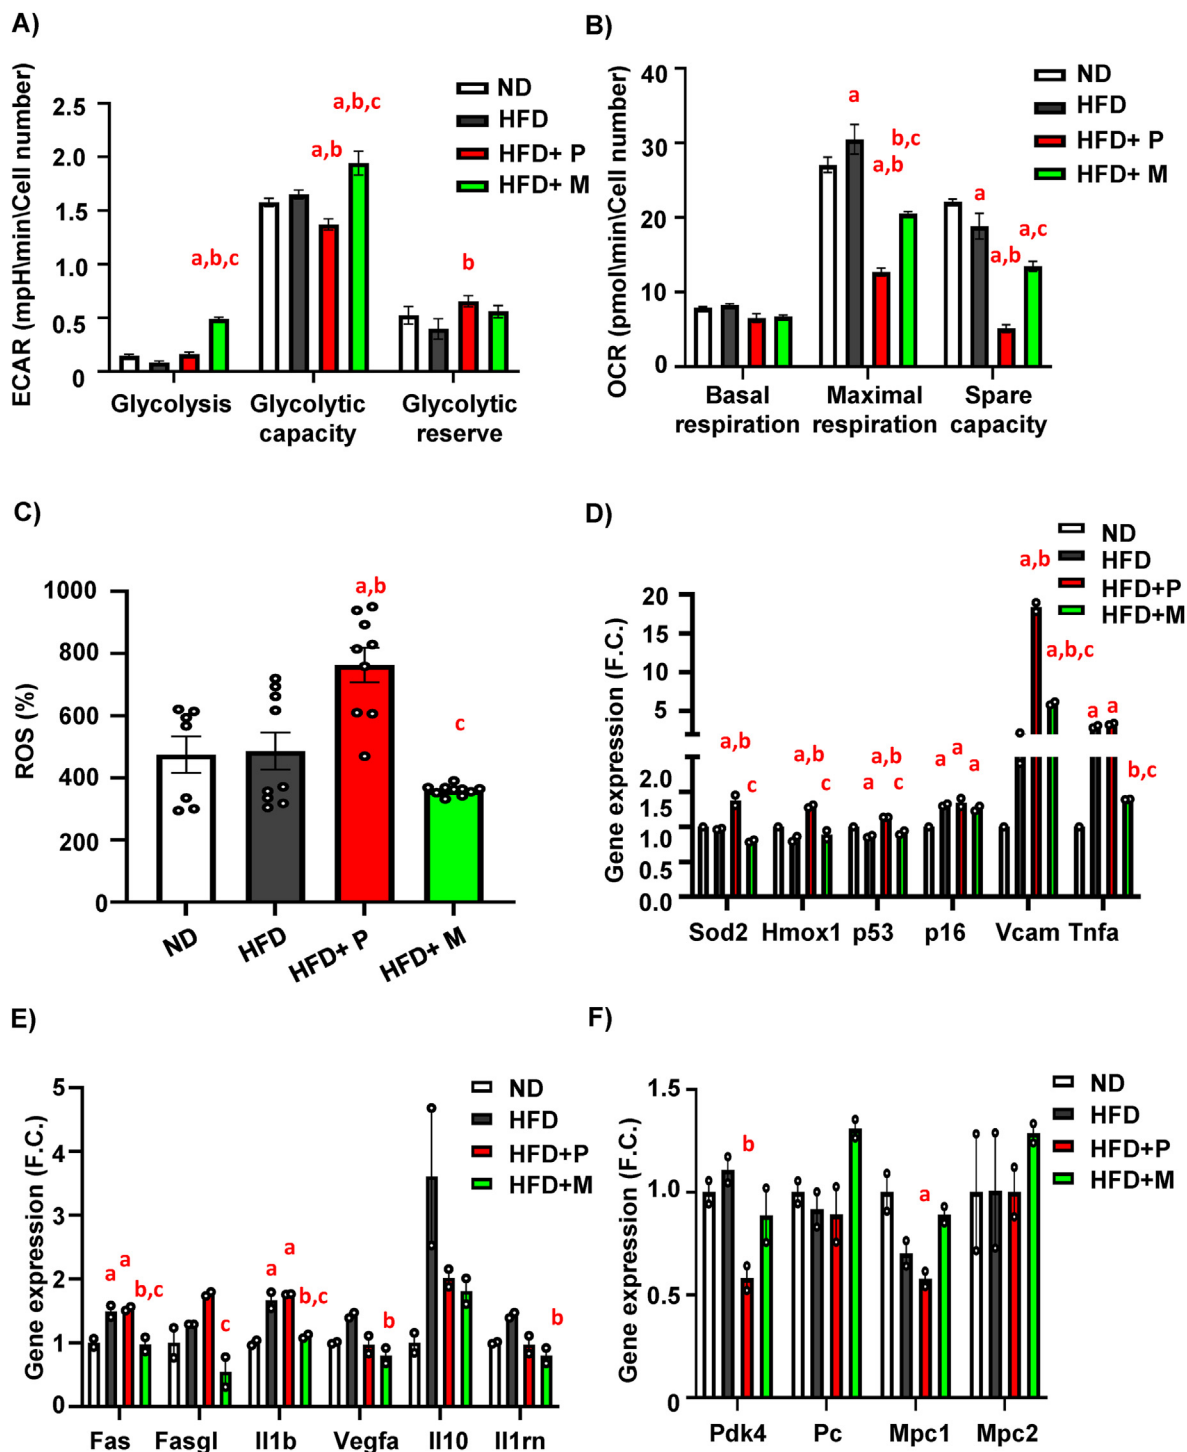 A)
ECAR (mpH\min\Cell number)
2.5
2.0
1.5
1.0
0.5
0
ND
HFD
HFD+ P
HFD+ M
a,b,c
a,b
a,b,c
b
Glycolysis
Glycolytic
capacity
Glycolytic
reserve
B)
OCR (pmol\min\Cell number)
40
30
20
10
0
ND
HFD
HFD+ P
HFD+ M
a
b,c
a,b
a
a,c
a,b
Basal
respiration
Maximal
respiration
Spare
capacity
C)
ROS (%)
1000
800
600
400
200
0
a,b
c
ND
HFD
HFD+ P
HFD+ M
D)
Gene expression (F.C.)
20
15
10
5
2.0
1.5
1.0
0.5
0.0
ND
HFD
HFD+P
HFD+M
a,b
c
a,b
c
a,b
a
c
a
a
a
a,b
a,b,c
a
a
b,c
Sod2
Hmox1
p53
p16
Vcam
Tnfa
E)
Gene expression (F.C.)
5
4
3
2
1
0
ND
HFD
HFD+P
HFD+M
a
a
b,c
c
a
a
b,c
b
b
Fas
Fasgl
Il1b
Vegfa
Il10
Il1rn
F)
Gene expression (F.C.)
1.5
1.0
0.5
0
ND
HFD
HFD+P
HFD+M
b
a
Pdk4
Pc
Mpc1
Mpc2